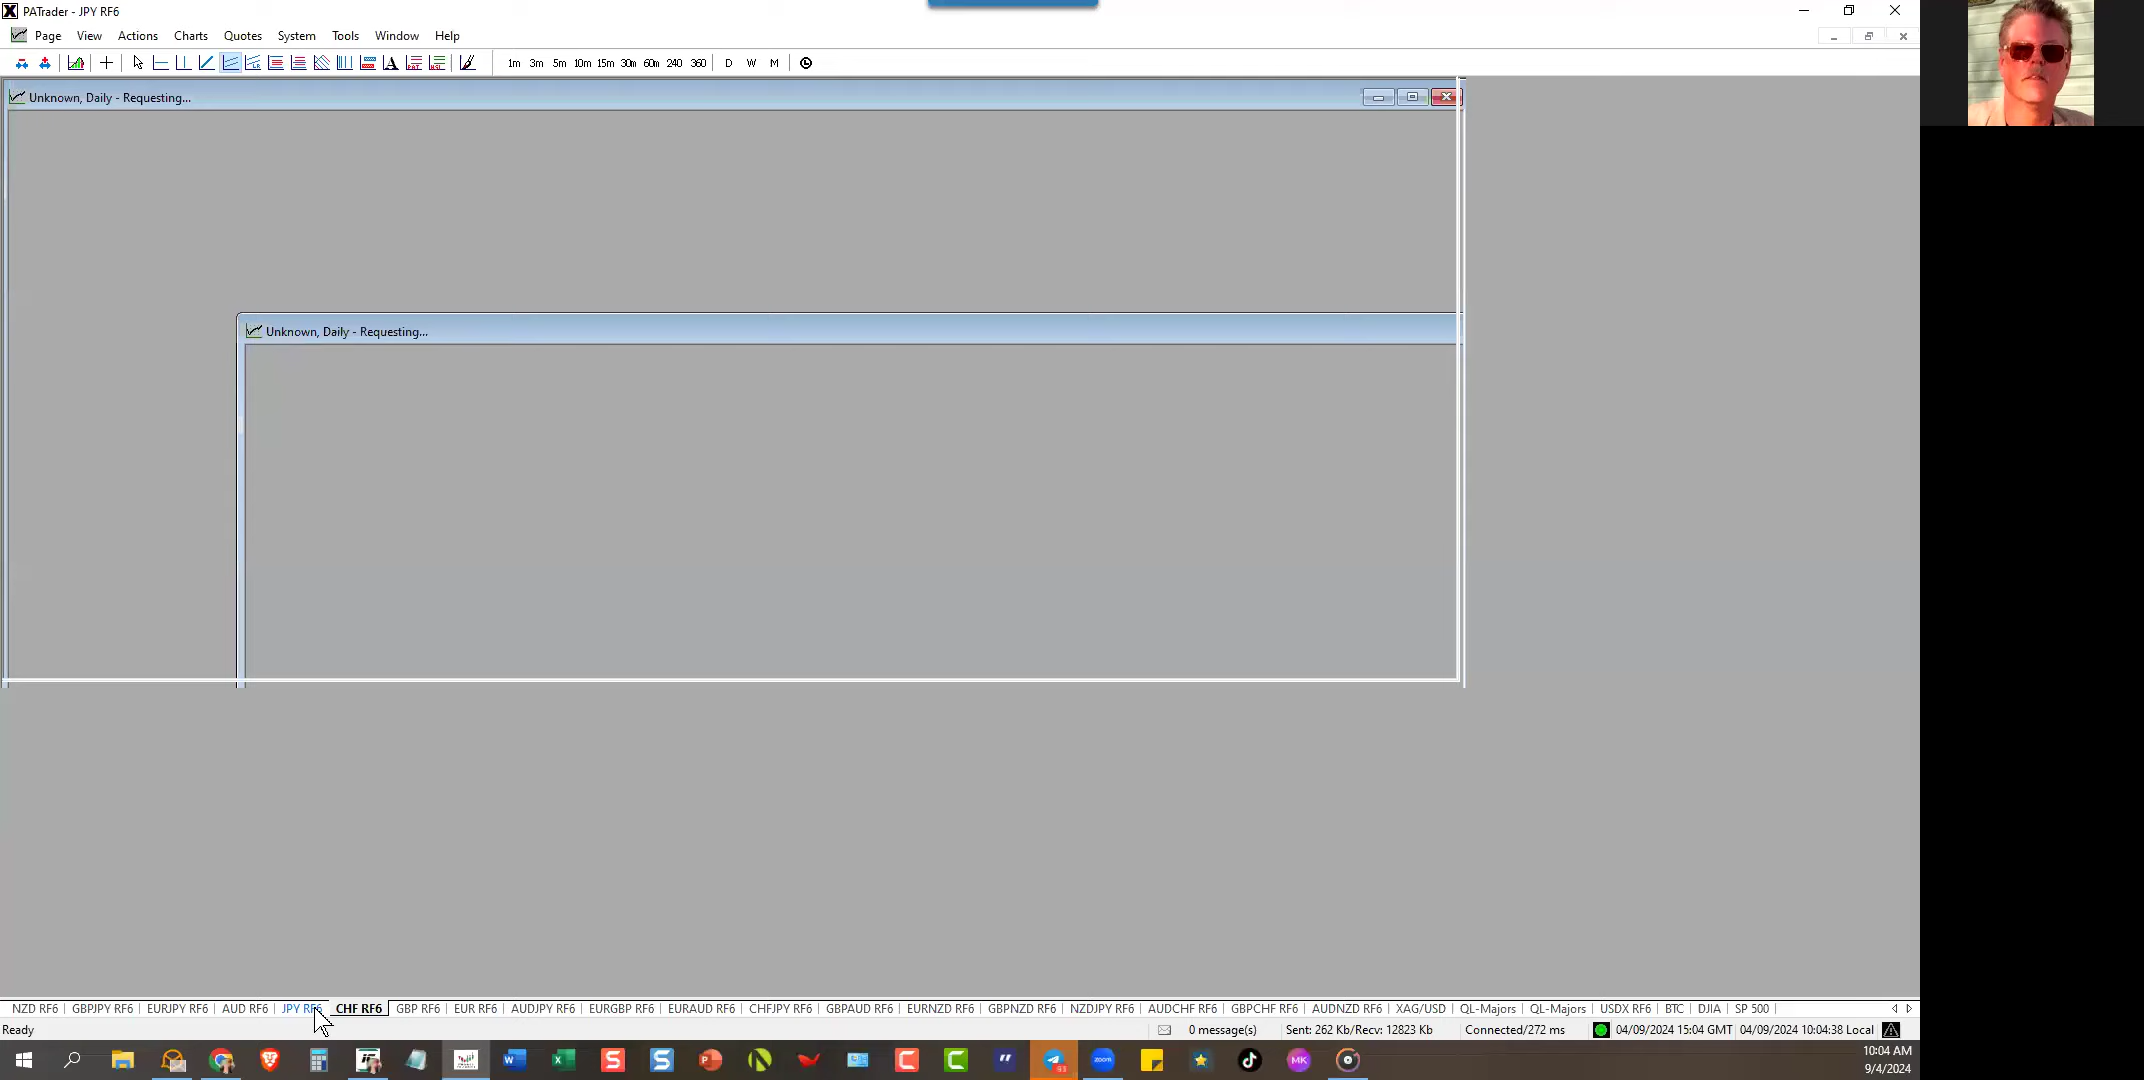 PATrader - JPY RF6
Page View Actions Charts Quotes System Tools Window Help
1m 3m 5m 10m 15m 30m 60m 240 360 D W M
Unknown, Daily - Requesting...
Unknown, Daily - Requesting...
NZD RF6 GBPJPY RF6 EURJPY RF6 AUD RF6 JPY RF6 CHF RF6 GBP RF6 EUR RF6 AUDJPY RF6 EURGBP RF6 EURAUD RF6 CHFJPY RF6 GBPAUD RF6 EURNZD RF6 GBPNZD RF6 NZDJPY RF6 AUDCHF RF6 GBPCHF RF6 AUDNZD RF6 XAG/USD QL-Majors QL-Majors USDX RF6 BTC DJIA SP 500
Ready 0 message(s) Sent: 262 Kb/Recv: 12823 Kb Connected/272 ms 04/09/2024 15:04 GMT 04/09/2024 10:04:38 Local
10:04 AM
9/4/2024